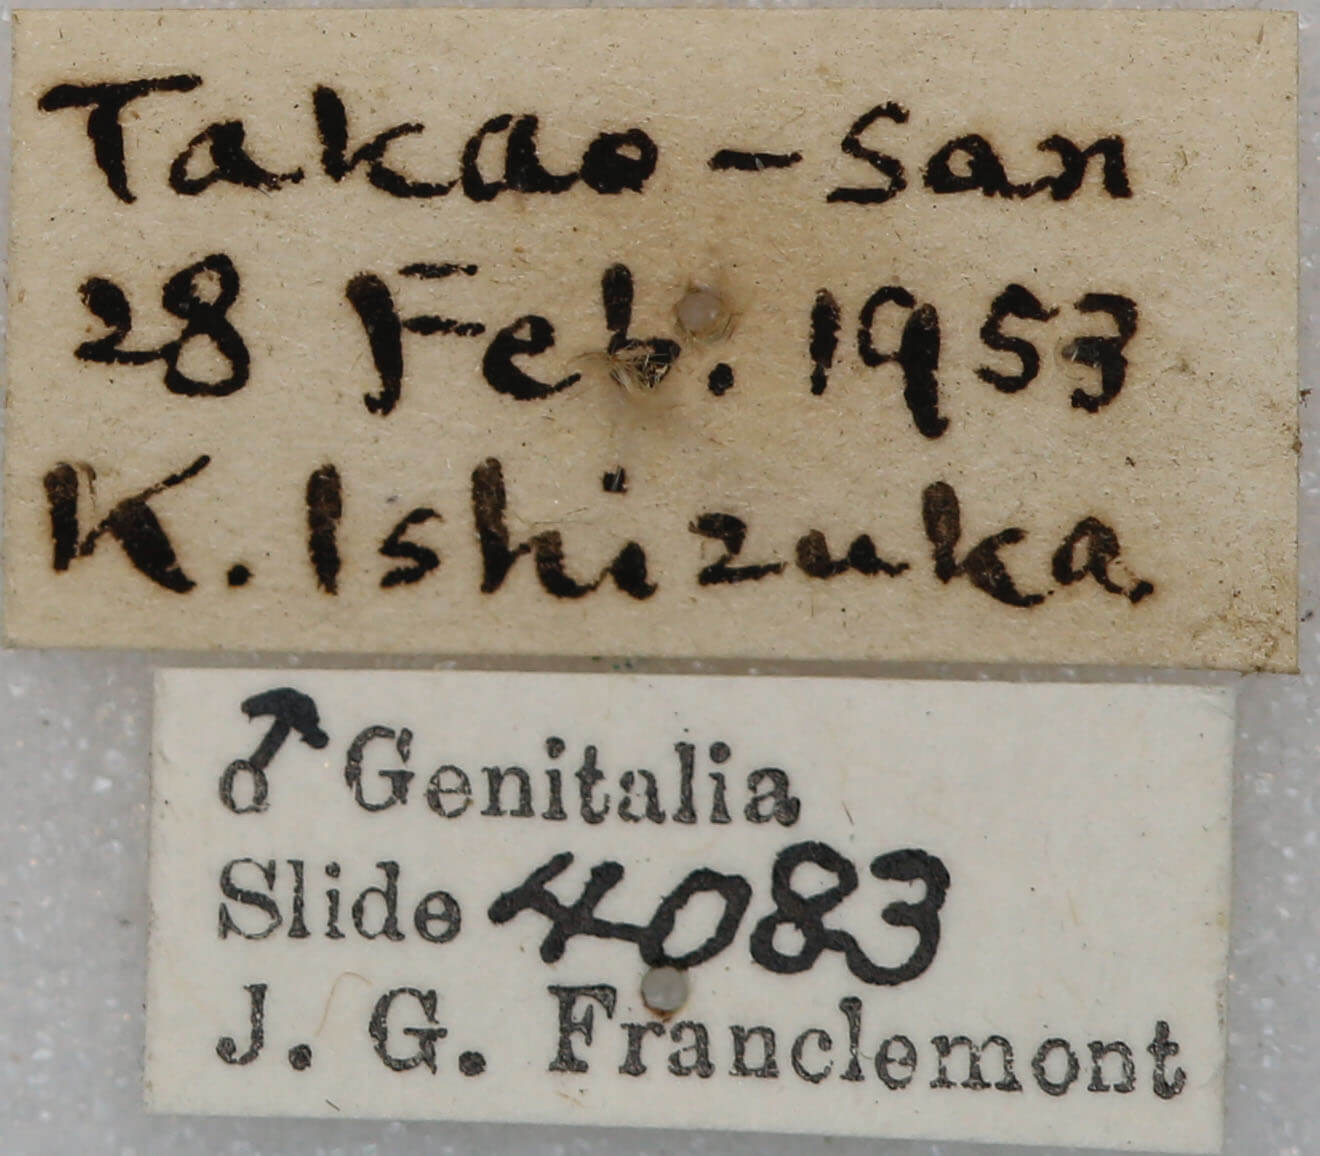 Takao-san
28 Feb. 1953
K. Ishizuka.
♂ Genitalia
Slide 4083
J. G. Franclemont